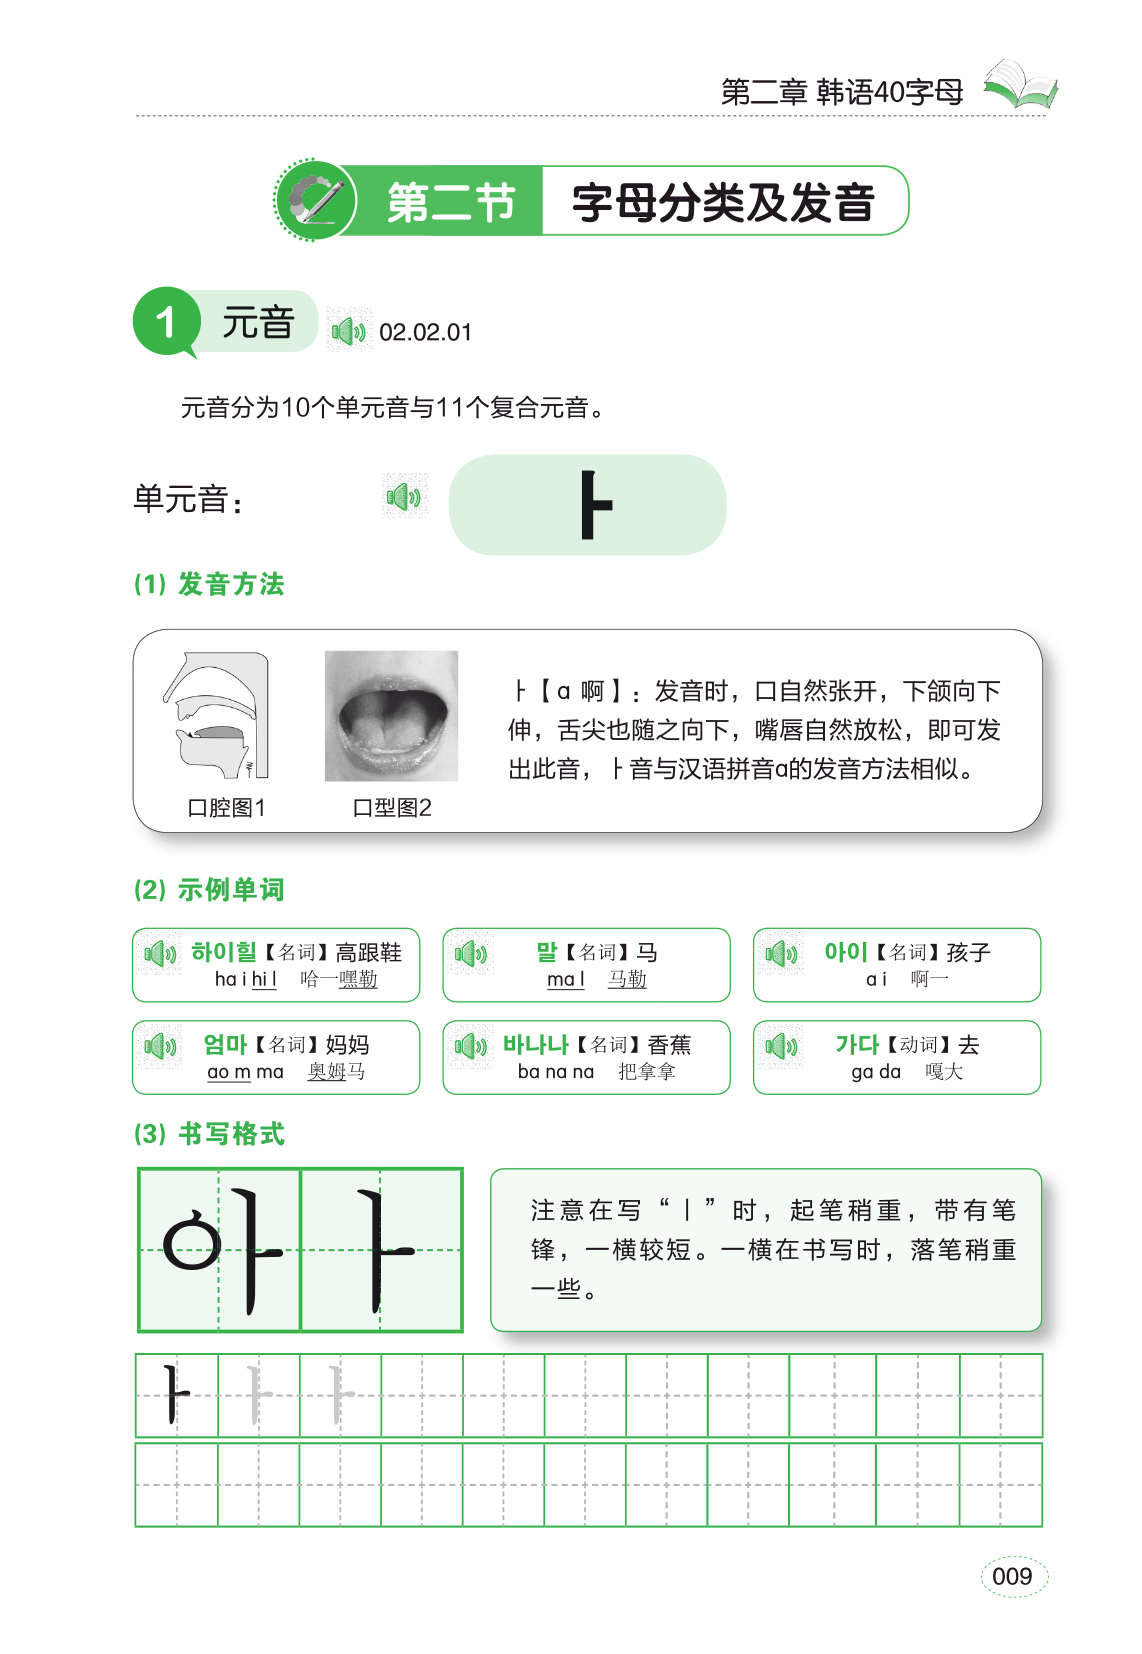 第二章 韩语40字母
第二节 字母分类及发音
1 元音 02.02.01
元音分为10个单元音与11个复合元音。
单元音： ㅏ
(1) 发音方法
ㅏ【ɑ 啊】：发音时，口自然张开，下颌向下
伸，舌尖也随之向下，嘴唇自然放松，即可发
出此音，ㅏ音与汉语拼音ɑ的发音方法相似。
口腔图1 口型图2
(2) 示例单词
하이힐【名词】高跟鞋
ha i hi l 哈一嘿勒
말【名词】马
ma l 马勒
아이【名词】孩子
a i 啊一
엄마【名词】妈妈
ao m ma 奥姆马
바나나【名词】香蕉
ba na na 把拿拿
가다【动词】去
ga da 嘎大
(3) 书写格式
아 ㅏ
注意在写“ㅣ”时，起笔稍重，带有笔
锋，一横较短。一横在书写时，落笔稍重
一些。
ㅏ ㅏ ㅏ
009